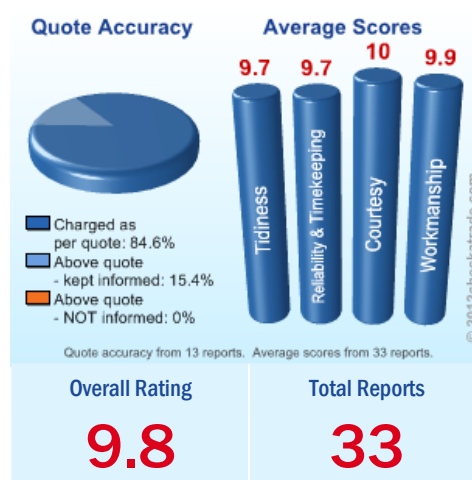 Quote Accuracy
Average Scores
9.7
9.7
10
9.9
Tidiness
Reliability & Timekeeping
Courtesy
Workmanship
Charged as
per quote: 84.6%
Above quote
- kept informed: 15.4%
Above quote
- NOT informed: 0%
Quote accuracy from 13 reports. Average scores from 33 reports.
Overall Rating
9.8
Total Reports
33